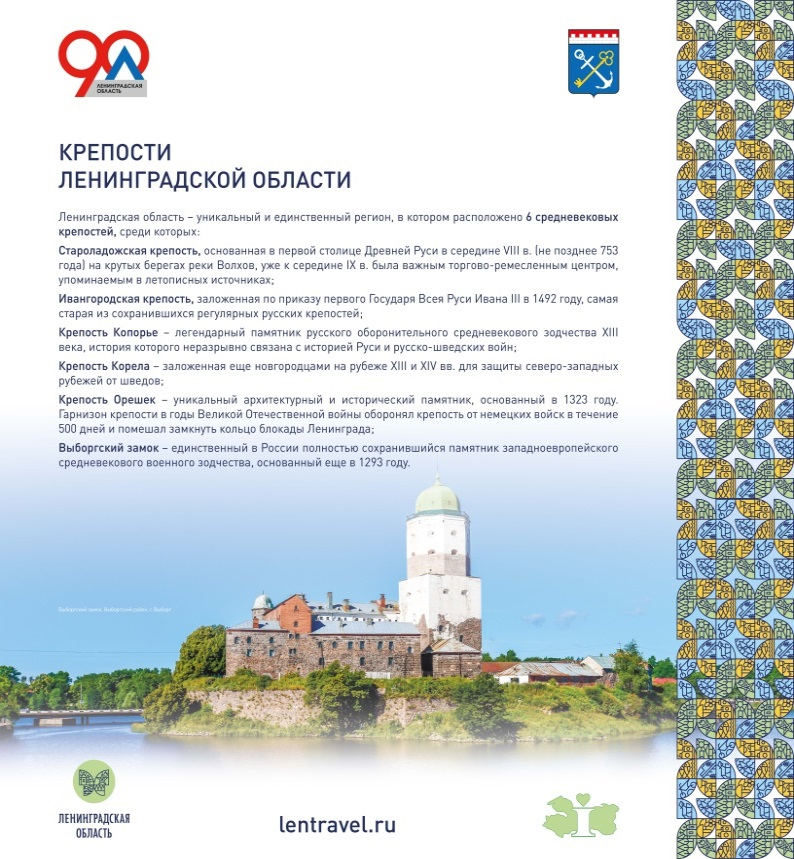 90
ЛЕНИНГРАДСКАЯ
ОБЛАСТЬ
КРЕПОСТИ
ЛЕНИНГРАДСКОЙ ОБЛАСТИ
Ленинградская область – уникальный и единственный регион, в котором расположено 6 средневековых
крепостей, среди которых:
Староладожская крепость, основанная в первой столице Древней Руси в середине VIII в. (не позднее 753
года) на крутых берегах реки Волхов, уже к середине IX в. была важным торгово-ремесленным центром,
упоминаемым в летописных источниках;
Ивангородская крепость, заложенная по приказу первого Государя Всея Руси Ивана III в 1492 году, самая
старая из сохранившихся регулярных русских крепостей;
Крепость Копорье – легендарный памятник русского оборонительного средневекового зодчества XIII
века, история которого неразрывно связана с историей Руси и русско-шведских войн;
Крепость Корела – заложенная еще новгородцами на рубеже XIII и XIV вв. для защиты северо-западных
рубежей от шведов;
Крепость Орешек – уникальный архитектурный и исторический памятник, основанный в 1323 году.
Гарнизон крепости в годы Великой Отечественной войны оборонял крепость от немецких войск в течение
500 дней и помешал замкнуть кольцо блокады Ленинграда;
Выборгский замок – единственный в России полностью сохранившийся памятник западноевропейского
средневекового военного зодчества, основанный еще в 1293 году.
Выборгский замок, Выборгский район, г. Выборг
ЛЕНИНГРАДСКАЯ
ОБЛАСТЬ
lentravel.ru